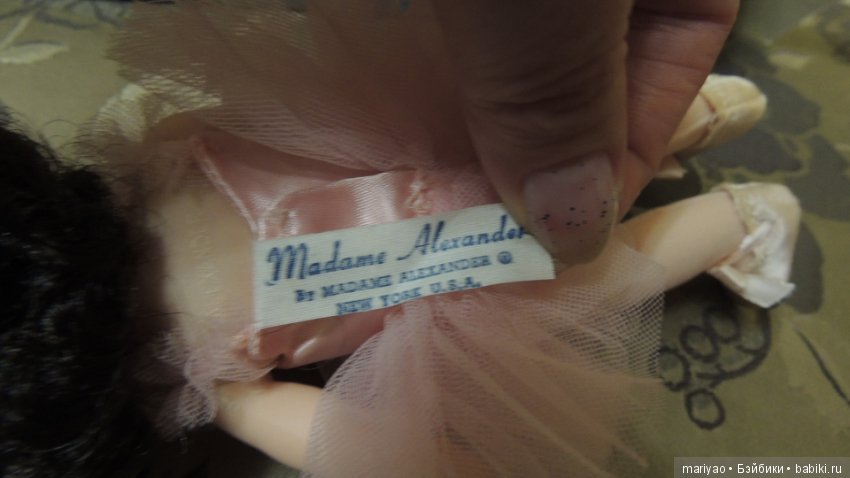 Madame Alexander
By MADAME ALEXANDER ®
NEW YORK U.S.A.
mariyao • Бэйбики • babiki.ru